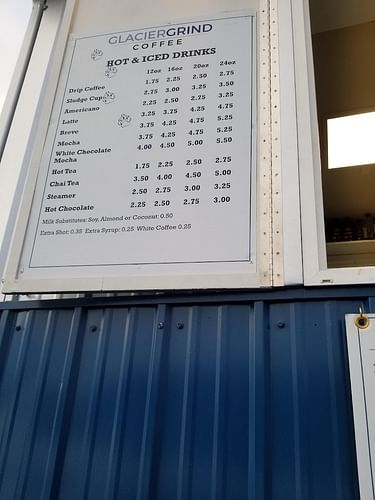 GLACIERGRIND
COFFEE
HOT & ICED DRINKS
12oz 16oz 20oz 24oz
Drip Coffee 1.75 2.25 2.50 2.75
Sludge Cup 2.75 3.00 3.25 3.50
Americano 2.25 2.50 2.75 3.25
Latte 3.25 3.75 4.25 4.75
Breve 3.75 4.25 4.75 5.25
Mocha 3.75 4.25 4.75 5.25
White Chocolate Mocha 4.00 4.50 5.00 5.50
Hot Tea 1.75 2.25 2.50 2.75
Chai Tea 3.50 4.00 4.50 5.00
Steamer 2.50 2.75 3.00 3.25
Hot Chocolate 2.25 2.50 2.75 3.00
Milk Substitutes: Soy, Almond or Coconut: 0.50
Extra Shot: 0.35 Extra Syrup: 0.25 White Coffee 0.25